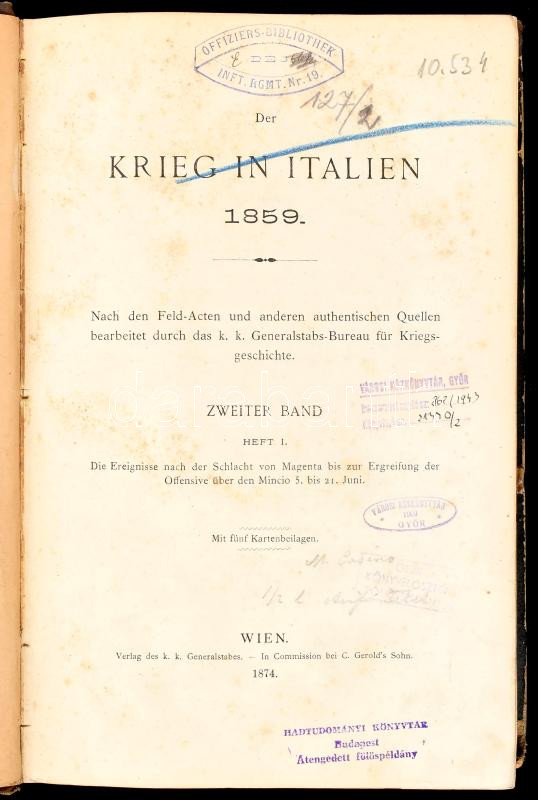 OFFIZIERS-BIBLIOTHEK
DES
INFT. RGMT. Nr. 19.
10.534
127/2
Der
KRIEG IN ITALIEN
1859.
Nach den Feld-Acten und anderen authentischen Quellen
bearbeitet durch das k. k. Generalstabs-Bureau für Kriegs-
geschichte.
VÁROSI KÖZKÖNYVTÁR, GYŐR
ZWEITER BAND
HEFT I.
Die Ereignisse nach der Schlacht von Magenta bis zur Ergreifung der
Offensive über den Mincio 5. bis 21. Juni.
VÁROSI KÖZKÖNYVTÁR
GYŐR
Mit fünf Kartenbeilagen.
WIEN.
Verlag des k. k. Generalstabes. — In Commission bei C. Gerold's Sohn.
1874.
HADTUDOMÁNYI KÖNYVTÁR
Budapest
Átengedett fölöspéldány